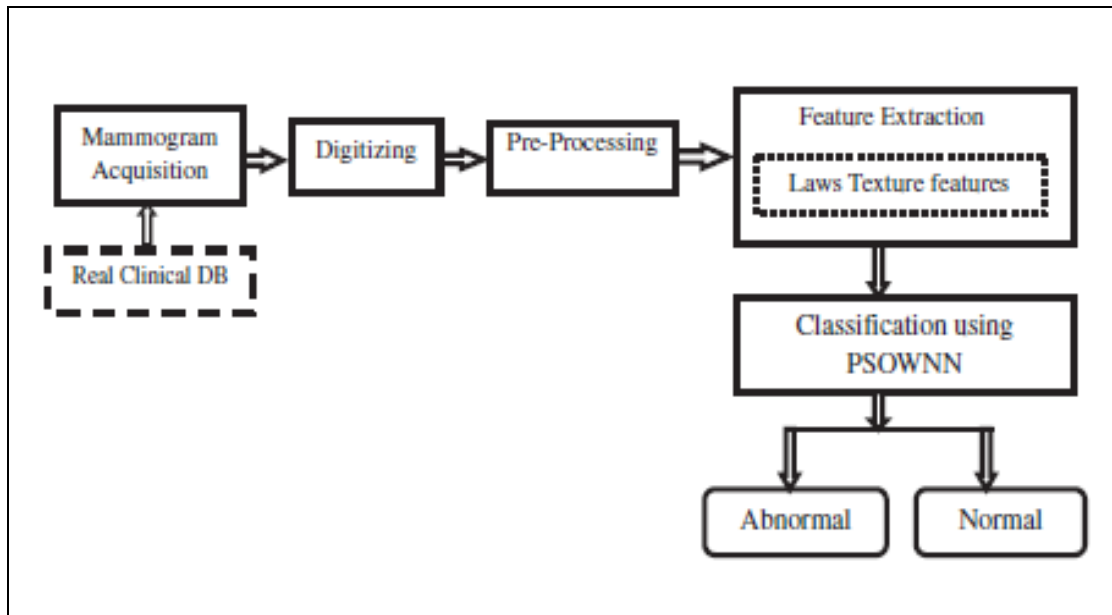 Mammogram
Acquisition
Digitizing
Pre-Processing
Feature Extraction
Laws Texture features
Real Clinical DB
Classification using
PSOWNN
Abnormal
Normal